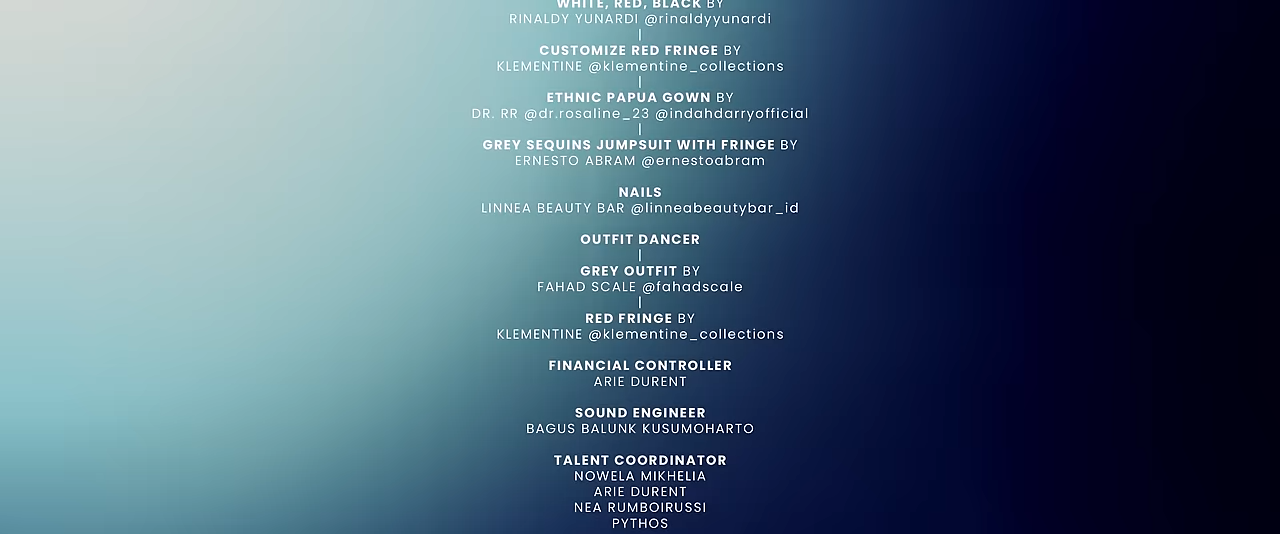 WHITE, RED, BLACK BY
RINALDY YUNARDI @rinaldyyunardi
|
CUSTOMIZE RED FRINGE BY
KLEMENTINE @klementine_collections
|
ETHNIC PAPUA GOWN BY
DR. RR @dr.rosaline_23 @indahdarryofficial
|
GREY SEQUINS JUMPSUIT WITH FRINGE BY
ERNESTO ABRAM @ernestoabram
NAILS
LINNEA BEAUTY BAR @linneabeautybar_id
OUTFIT DANCER
|
GREY OUTFIT BY
FAHAD SCALE @fahadscale
|
RED FRINGE BY
KLEMENTINE @klementine_collections
FINANCIAL CONTROLLER
ARIE DURENT
SOUND ENGINEER
BAGUS BALUNK KUSUMOHARTO
TALENT COORDINATOR
NOWELA MIKHELIA
ARIE DURENT
NEA RUMBOIRUSSI
PYTHOS